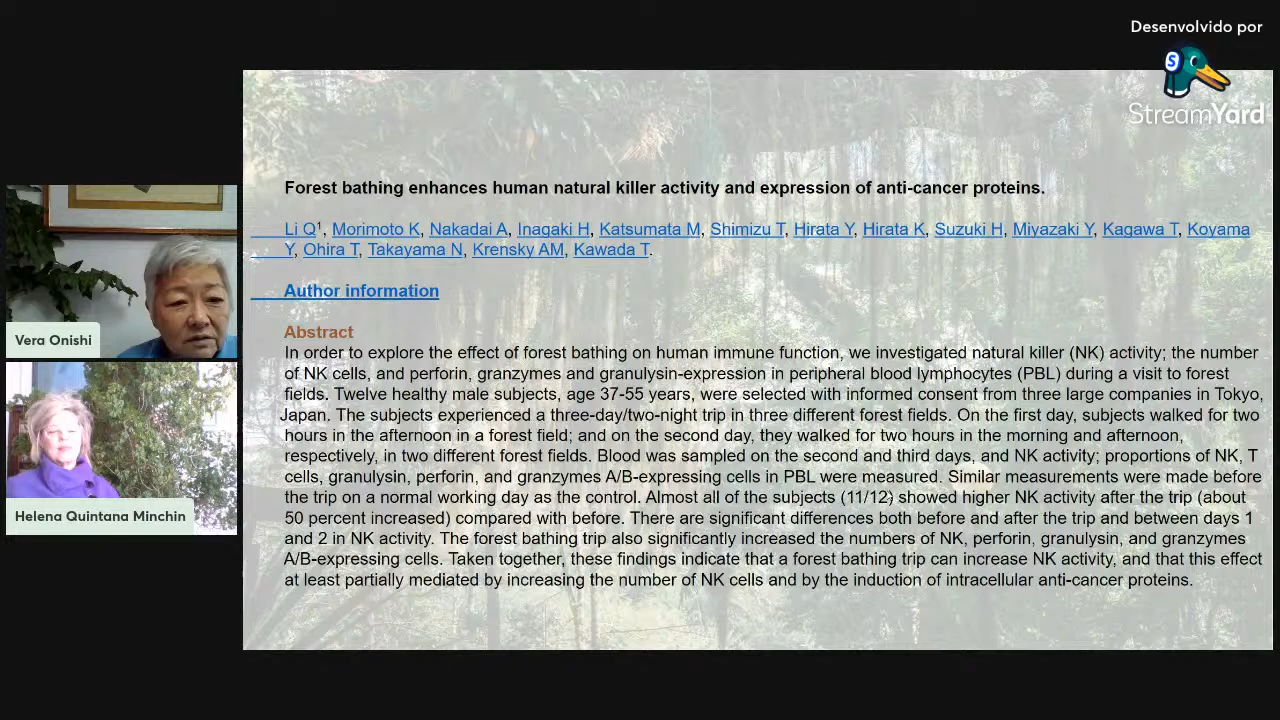 Desenvolvido por
StreamYard
Forest bathing enhances human natural killer activity and expression of anti-cancer proteins.
Li Q1, Morimoto K, Nakadai A, Inagaki H, Katsumata M, Shimizu T, Hirata Y, Hirata K, Suzuki H, Miyazaki Y, Kagawa T, Koyama
Y, Ohira T, Takayama N, Krensky AM, Kawada T.
Author information
Abstract
In order to explore the effect of forest bathing on human immune function, we investigated natural killer (NK) activity; the number
of NK cells, and perforin, granzymes and granulysin-expression in peripheral blood lymphocytes (PBL) during a visit to forest
fields. Twelve healthy male subjects, age 37-55 years, were selected with informed consent from three large companies in Tokyo,
Japan. The subjects experienced a three-day/two-night trip in three different forest fields. On the first day, subjects walked for two
hours in the afternoon in a forest field; and on the second day, they walked for two hours in the morning and afternoon,
respectively, in two different forest fields. Blood was sampled on the second and third days, and NK activity; proportions of NK, T
cells, granulysin, perforin, and granzymes A/B-expressing cells in PBL were measured. Similar measurements were made before
the trip on a normal working day as the control. Almost all of the subjects (11/12) showed higher NK activity after the trip (about
50 percent increased) compared with before. There are significant differences both before and after the trip and between days 1
and 2 in NK activity. The forest bathing trip also significantly increased the numbers of NK, perforin, granulysin, and granzymes
A/B-expressing cells. Taken together, these findings indicate that a forest bathing trip can increase NK activity, and that this effect
at least partially mediated by increasing the number of NK cells and by the induction of intracellular anti-cancer proteins.
Vera Onishi
Helena Quintana Minchin